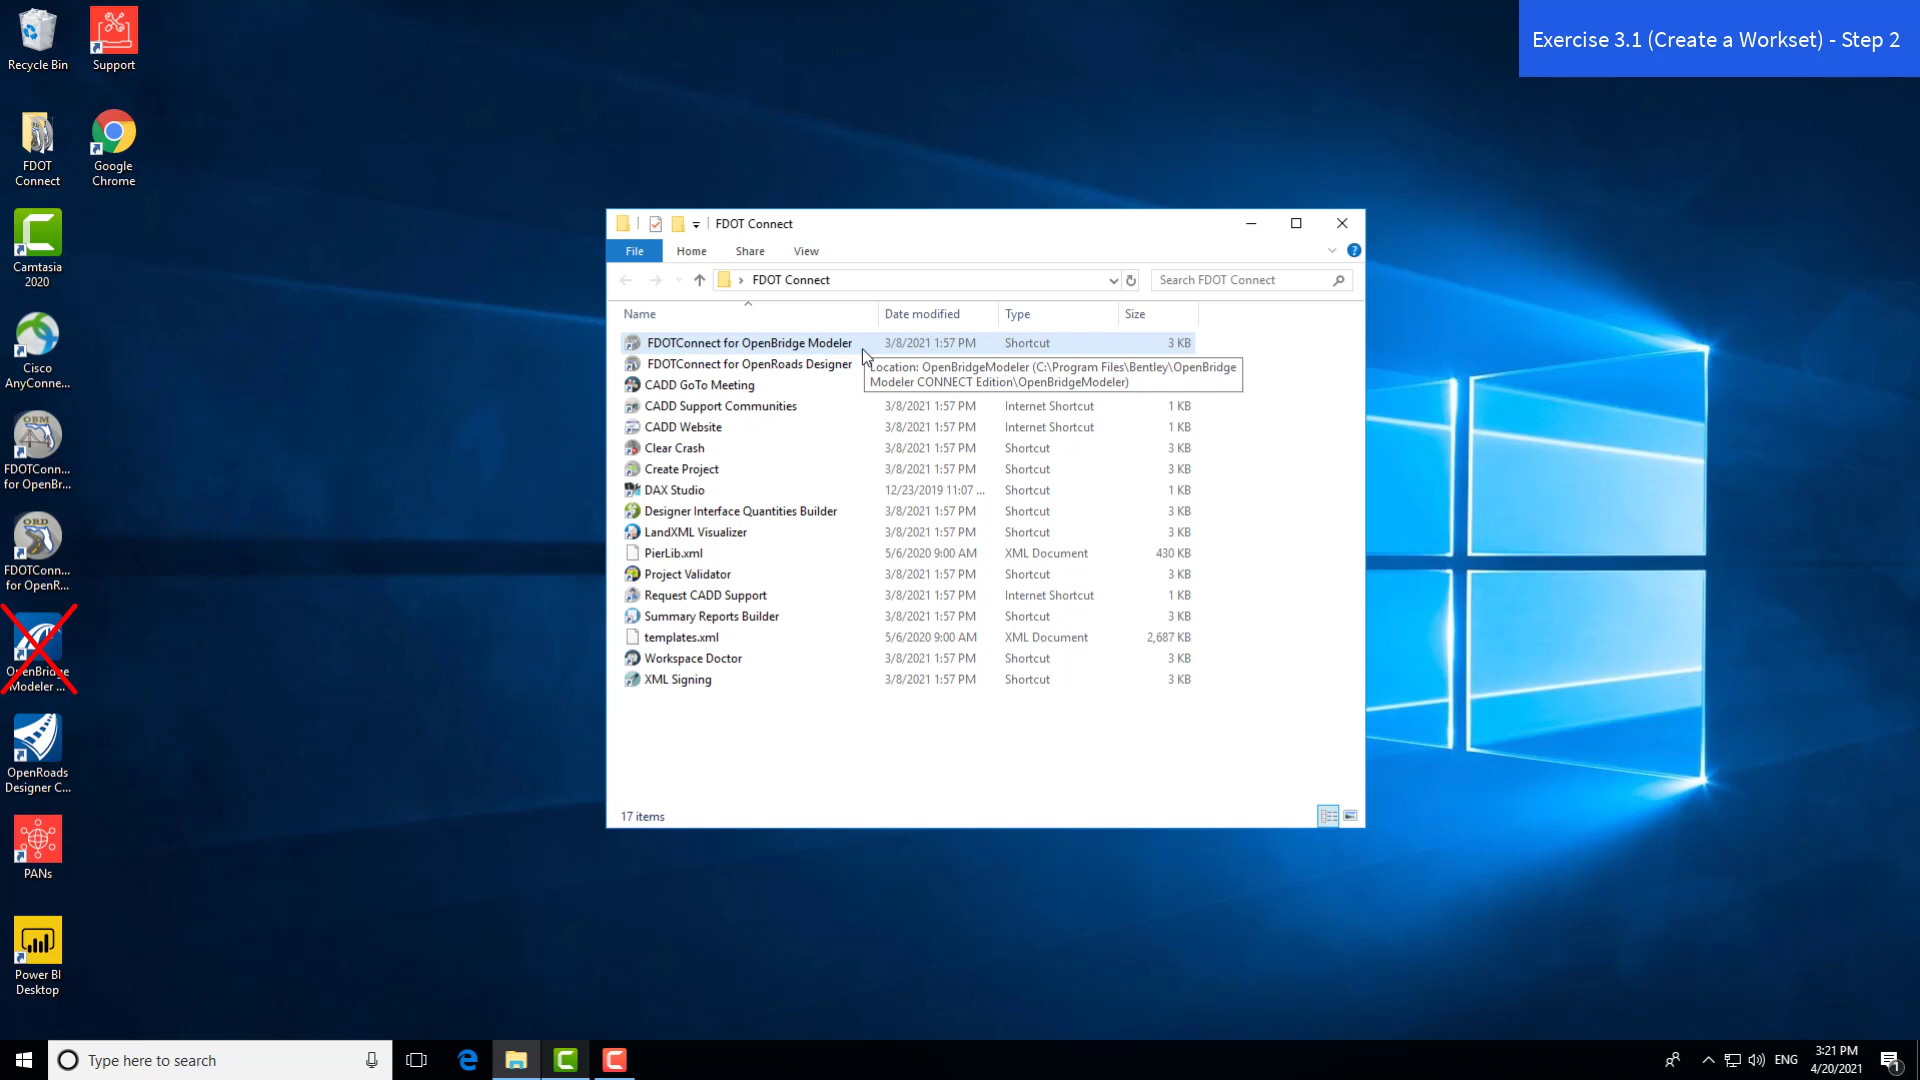 Exercise 3.1 (Create a Workset) - Step 2
Recycle Bin
Support
FDOT
Connect
Google
Chrome
Camtasia
2020
Cisco
AnyConne...
OBM
FDOTConn...
for OpenBr...
ORD
FDOTConn...
for OpenR...
OpenBridge
Modeler ...
OpenRoads
Designer C...
PANs
Power BI
Desktop
FDOT Connect
File Home Share View
FDOT Connect
Search FDOT Connect
Name Date modified Type Size
FDOTConnect for OpenBridge Modeler 3/8/2021 1:57 PM Shortcut 3 KB
FDOTConnect for OpenRoads Designer
Location: OpenBridgeModeler (C:\Program Files\Bentley\OpenBridge
Modeler CONNECT Edition\OpenBridgeModeler)
CADD GoTo Meeting
CADD Support Communities 3/8/2021 1:57 PM Internet Shortcut 1 KB
CADD Website 3/8/2021 1:57 PM Internet Shortcut 1 KB
Clear Crash 3/8/2021 1:57 PM Shortcut 3 KB
Create Project 3/8/2021 1:57 PM Shortcut 3 KB
DAX Studio 12/23/2019 11:07 ... Shortcut 1 KB
Designer Interface Quantities Builder 3/8/2021 1:57 PM Shortcut 3 KB
LandXML Visualizer 3/8/2021 1:57 PM Shortcut 3 KB
PierLib.xml 5/6/2020 9:00 AM XML Document 430 KB
Project Validator 3/8/2021 1:57 PM Shortcut 3 KB
Request CADD Support 3/8/2021 1:57 PM Internet Shortcut 1 KB
Summary Reports Builder 3/8/2021 1:57 PM Shortcut 3 KB
templates.xml 5/6/2020 9:00 AM XML Document 2,687 KB
Workspace Doctor 3/8/2021 1:57 PM Shortcut 3 KB
XML Signing 3/8/2021 1:57 PM Shortcut 3 KB
17 items
Type here to search
ENG
3:21 PM
4/20/2021
1